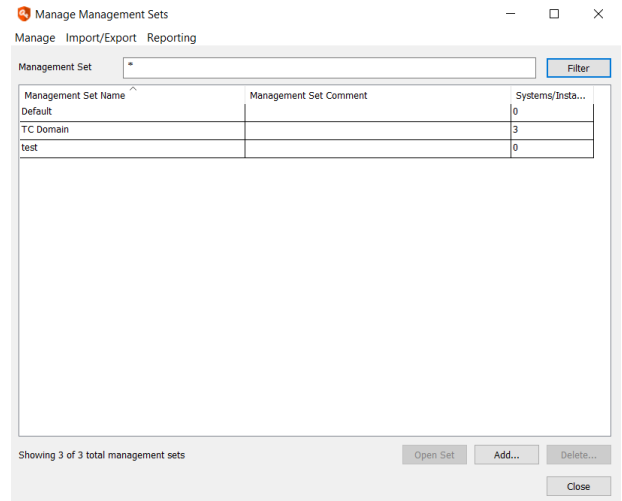 Manage Management Sets
Manage Import/Export Reporting
Management Set * Filter
Management Set Name Management Set Comment Systems/Insta...
Default 0
TC Domain 3
test 0
Showing 3 of 3 total management sets Open Set Add... Delete...
Close